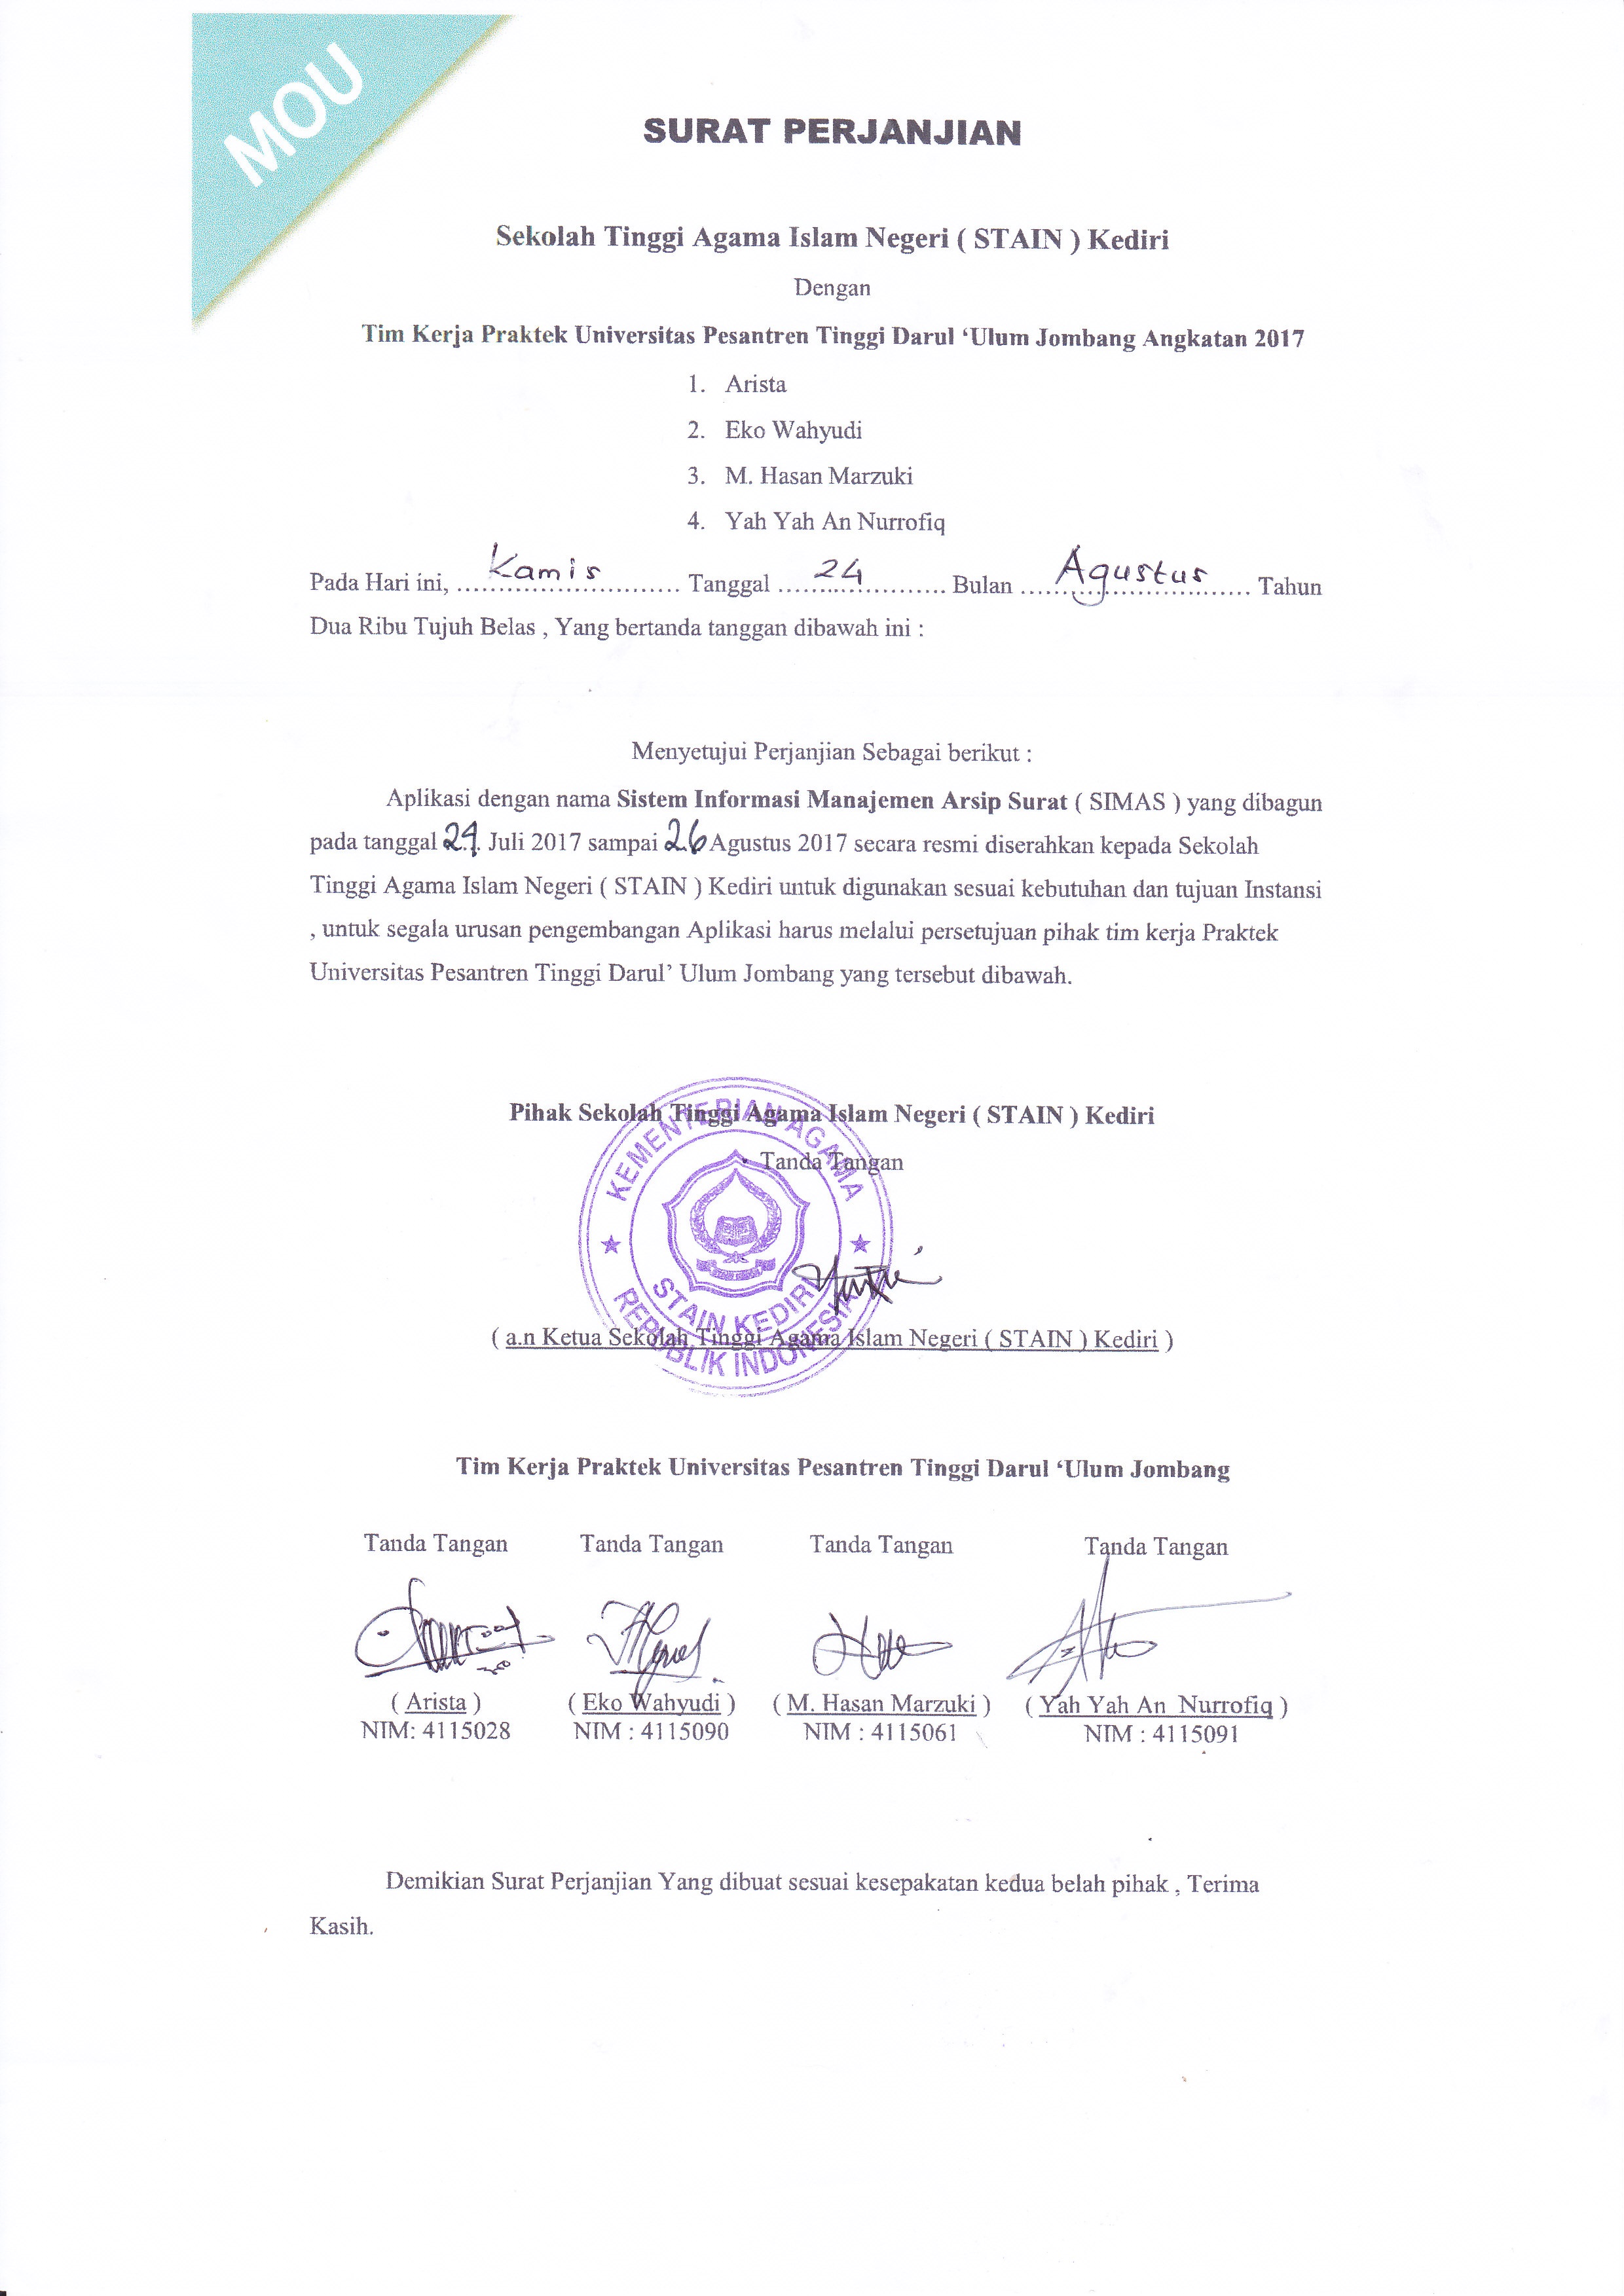 MOU
SURAT PERJANJIAN
Sekolah Tinggi Agama Islam Negeri ( STAIN ) Kediri
Dengan
Tim Kerja Praktek Universitas Pesantren Tinggi Darul ‘Ulum Jombang Angkatan 2017
1. Arista
2. Eko Wahyudi
3. M. Hasan Marzuki
4. Yah Yah An Nurrofiq
Pada Hari ini, Kamis Tanggal 24 Bulan Agustus Tahun
Dua Ribu Tujuh Belas , Yang bertanda tanggan dibawah ini :
Menyetujui Perjanjian Sebagai berikut :
Aplikasi dengan nama Sistem Informasi Manajemen Arsip Surat ( SIMAS ) yang dibagun
pada tanggal Juli 2017 sampai 26 Agustus 2017 secara resmi diserahkan kepada Sekolah
Tinggi Agama Islam Negeri ( STAIN ) Kediri untuk digunakan sesuai kebutuhan dan tujuan Instansi
, untuk segala urusan pengembangan Aplikasi harus melalui persetujuan pihak tim kerja Praktek
Universitas Pesantren Tinggi Darul’ Ulum Jombang yang tersebut dibawah.
Pihak Sekolah Tinggi Agama Islam Negeri ( STAIN ) Kediri
Tanda Tangan
KEMENTERIAN AGAMA
STAIN KEDIRI
REPUBLIK INDONESIA
( a.n Ketua Sekolah Tinggi Agama Islam Negeri ( STAIN ) Kediri )
Tim Kerja Praktek Universitas Pesantren Tinggi Darul ‘Ulum Jombang
Tanda Tangan Tanda Tangan Tanda Tangan Tanda Tangan
( Arista ) ( Eko Wahyudi ) ( M. Hasan Marzuki ) ( Yah Yah An Nurrofiq )
NIM: 4115028 NIM : 4115090 NIM : 4115061 NIM : 4115091
Demikian Surat Perjanjian Yang dibuat sesuai kesepakatan kedua belah pihak , Terima
Kasih.